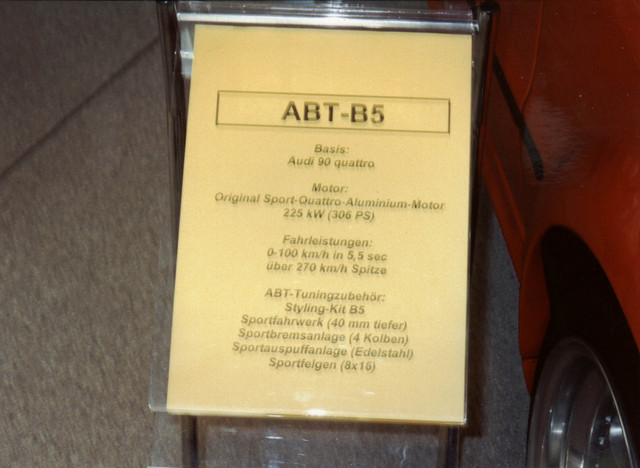 ABT-B5
Basis:
Audi 90 quattro
Motor:
Original Sport-Quattro-Aluminium-Motor
225 kW (306 PS)
Fahrleistungen:
0-100 km/h in 5,5 sec
über 270 km/h Spitze
ABT-Tuningzubehör:
Styling-Kit B5
Sportfahrwerk (40 mm tiefer)
Sportbremsanlage (4 Kolben)
Sportauspuffanlage (Edelstahl)
Sportfelgen (8x16)